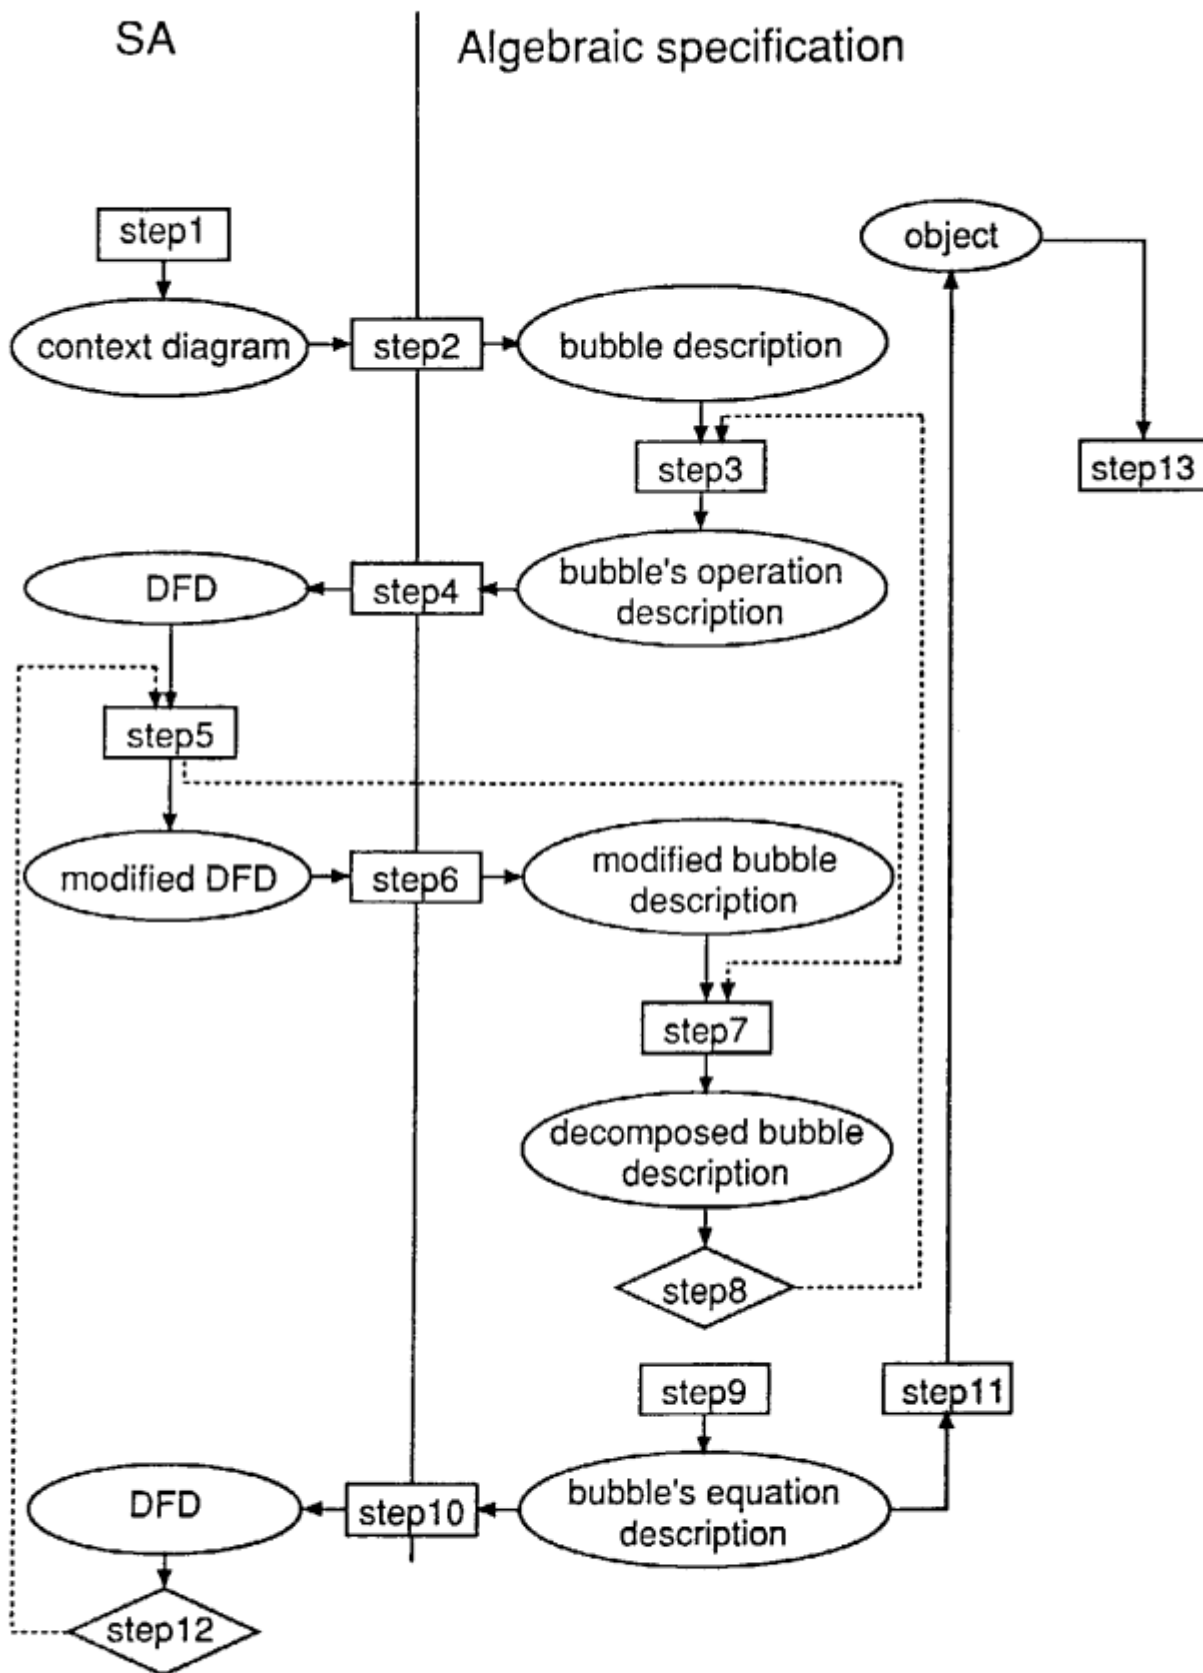 SA
Algebraic specification
step1
object
context diagram
step2
bubble description
step3
step13
DFD
step4
bubble's operation
description
step5
modified DFD
step6
modified bubble
description
step7
decomposed bubble
description
step8
step9
step11
DFD
step10
bubble's equation
description
step12